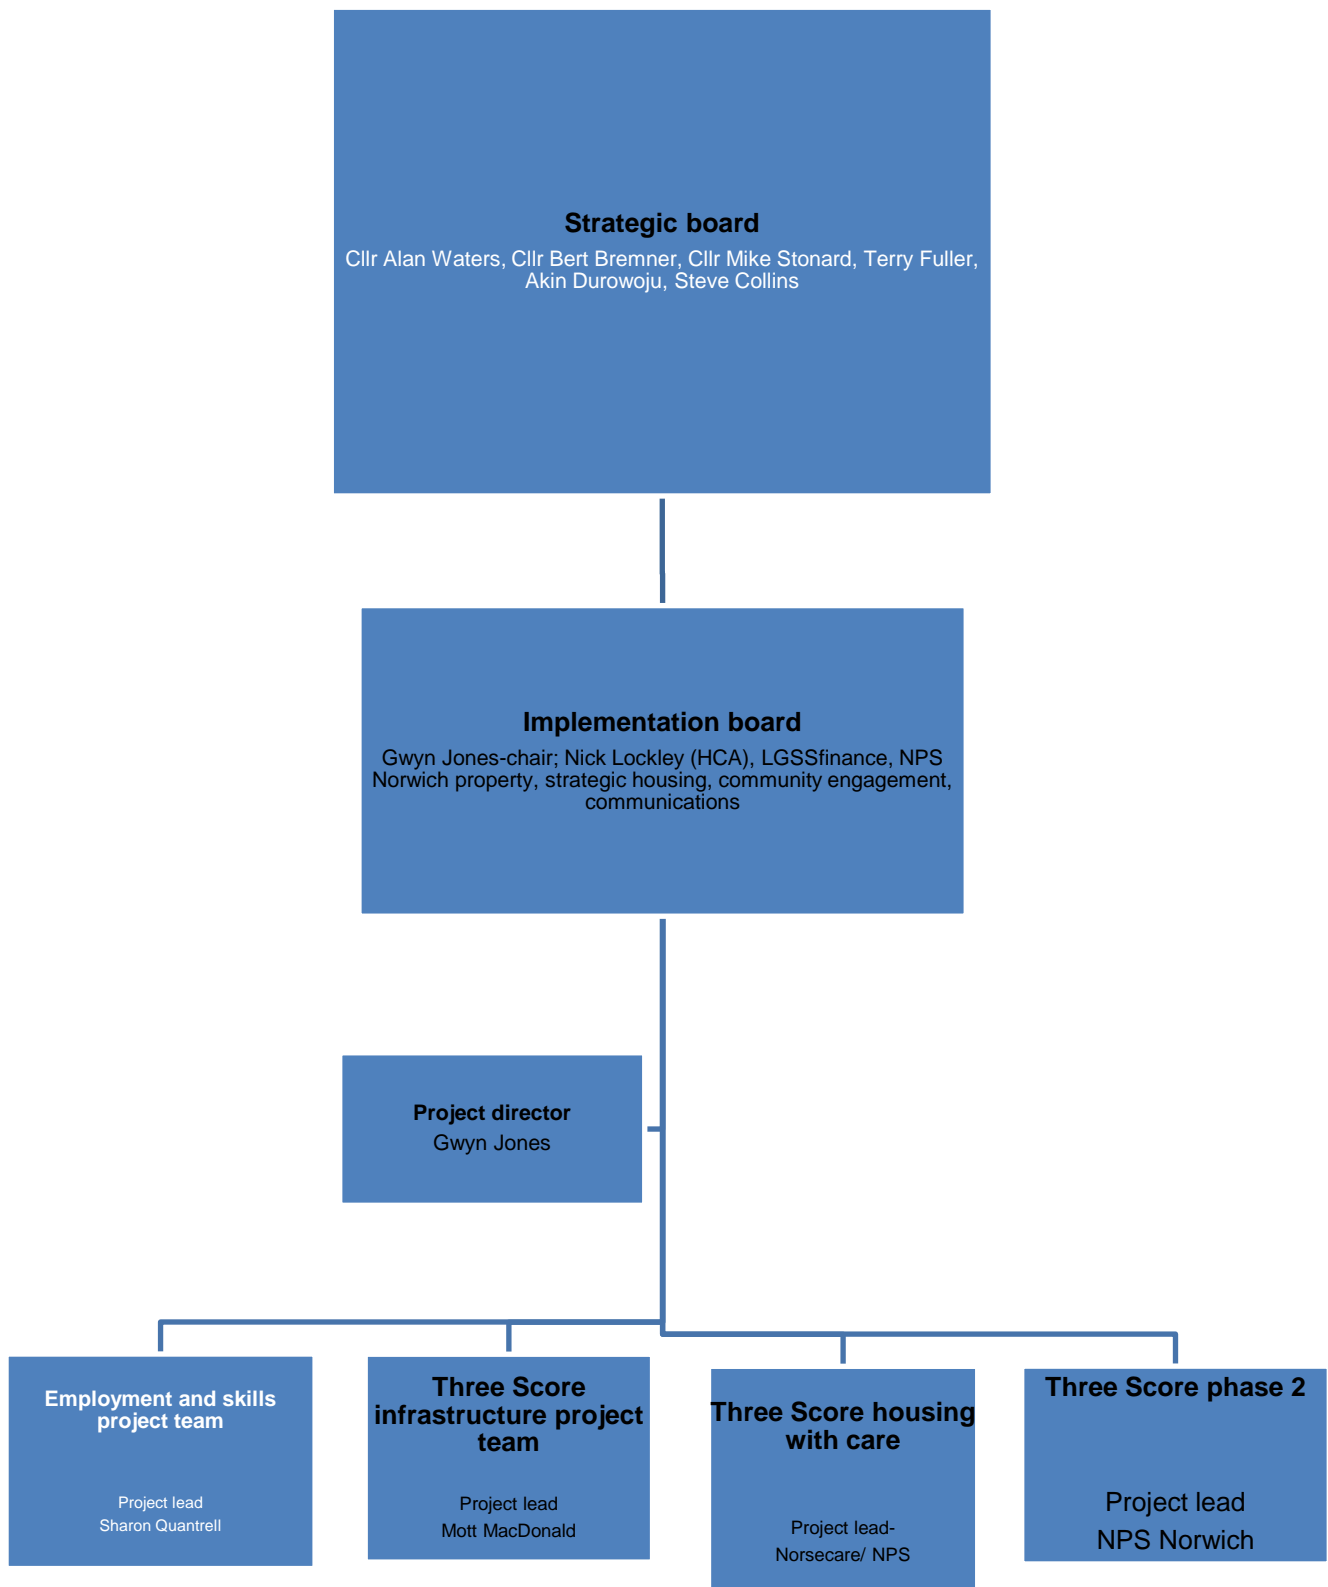 Strategic board
Cllr Alan Waters, Cllr Bert Bremner, Cllr Mike Stonard, Terry Fuller,
Akin Durowoju, Steve Collins
Implementation board
Gwyn Jones-chair; Nick Lockley (HCA), LGSSfinance, NPS
Norwich property, strategic housing, community engagement,
communications
Project director
Gwyn Jones
Employment and skills
project team
Project lead
Sharon Quantrell
Three Score
infrastructure project
team
Project lead
Mott MacDonald
Three Score housing
with care
Project lead-
Norsecare/ NPS
Three Score phase 2
Project lead
NPS Norwich